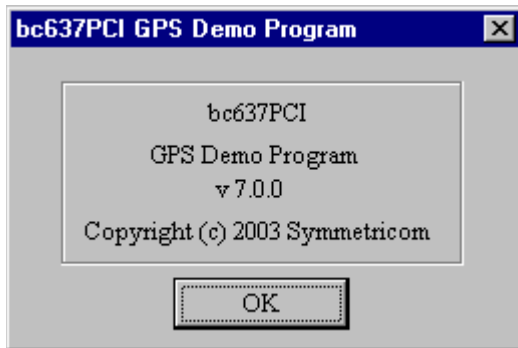 bc637PCI GPS Demo Program
bc637PCI
GPS Demo Program
v 7.0.0
Copyright (c) 2003 Symmetricom
OK